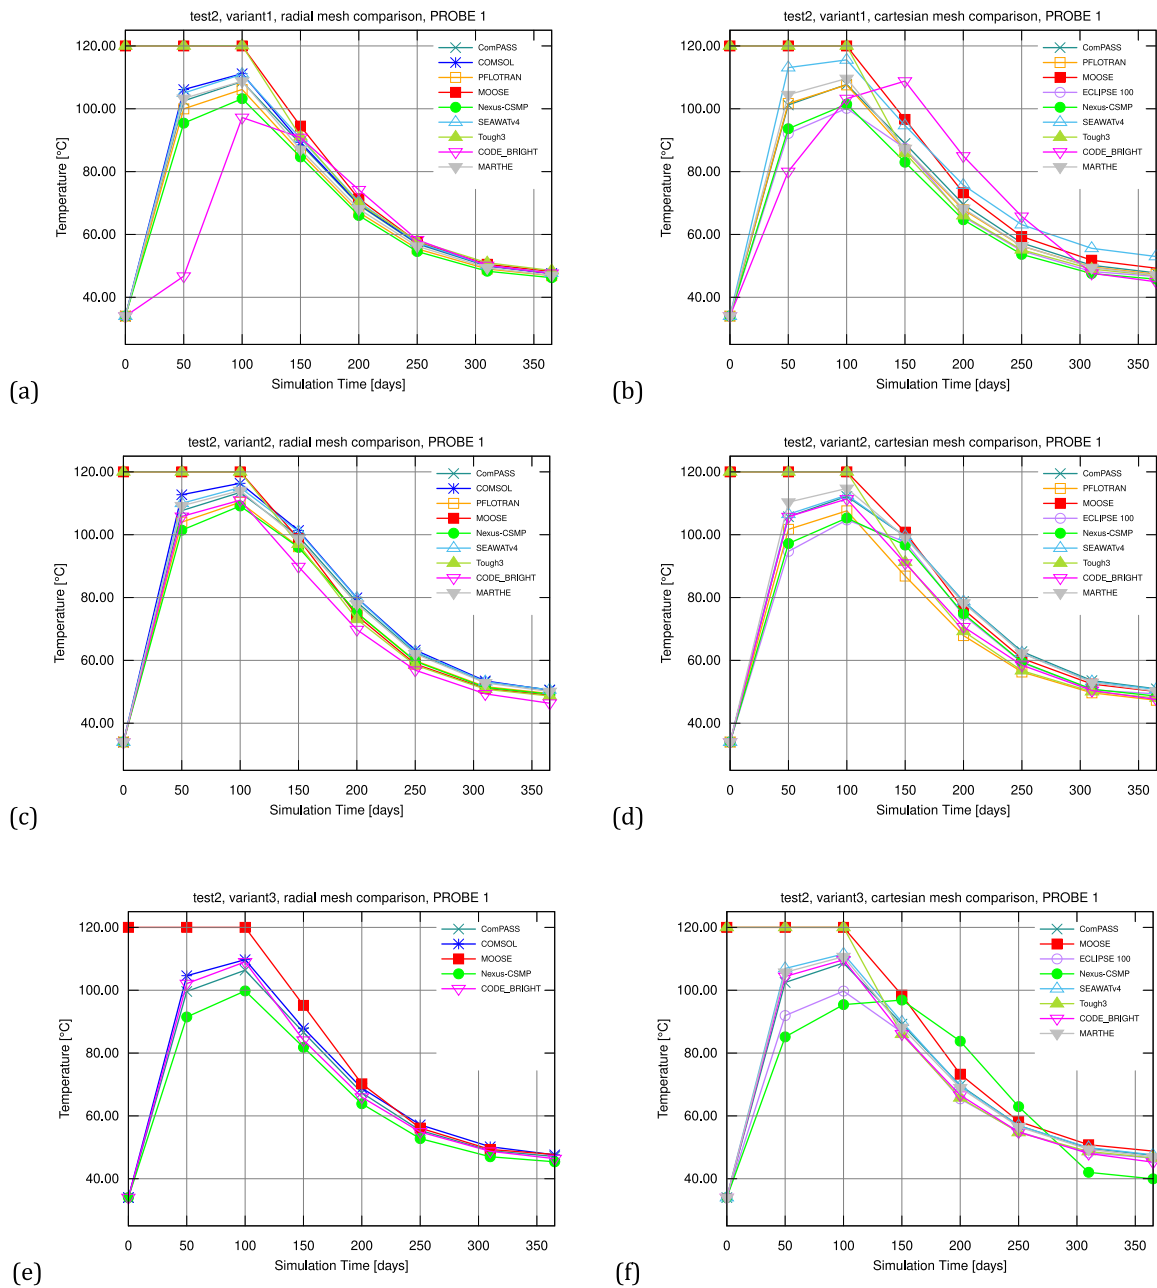 test2, variant1, radial mesh comparison, PROBE 1
120.00
100.00
80.00
60.00
40.00
Temperature [°C]
ComPASS
COMSOL
PFLOTRAN
MOOSE
Nexus-CSMP
SEAWATv4
Tough3
CODE_BRIGHT
MARTHE
0 50 100 150 200 250 300 350
Simulation Time [days]
(a)
test2, variant1, cartesian mesh comparison, PROBE 1
120.00
100.00
80.00
60.00
40.00
Temperature [°C]
ComPASS
PFLOTRAN
MOOSE
ECLIPSE 100
Nexus-CSMP
SEAWATv4
Tough3
CODE_BRIGHT
MARTHE
0 50 100 150 200 250 300 350
Simulation Time [days]
(b)
test2, variant2, radial mesh comparison, PROBE 1
120.00
100.00
80.00
60.00
40.00
Temperature [°C]
ComPASS
COMSOL
PFLOTRAN
MOOSE
Nexus-CSMP
SEAWATv4
Tough3
CODE_BRIGHT
MARTHE
0 50 100 150 200 250 300 350
Simulation Time [days]
(c)
test2, variant2, cartesian mesh comparison, PROBE 1
120.00
100.00
80.00
60.00
40.00
Temperature [°C]
ComPASS
PFLOTRAN
MOOSE
ECLIPSE 100
Nexus-CSMP
SEAWATv4
Tough3
CODE_BRIGHT
MARTHE
0 50 100 150 200 250 300 350
Simulation Time [days]
(d)
test2, variant3, radial mesh comparison, PROBE 1
120.00
100.00
80.00
60.00
40.00
Temperature [°C]
ComPASS
COMSOL
MOOSE
Nexus-CSMP
CODE_BRIGHT
0 50 100 150 200 250 300 350
Simulation Time [days]
(e)
test2, variant3, cartesian mesh comparison, PROBE 1
120.00
100.00
80.00
60.00
40.00
Temperature [°C]
ComPASS
MOOSE
ECLIPSE 100
Nexus-CSMP
SEAWATv4
Tough3
CODE_BRIGHT
MARTHE
0 50 100 150 200 250 300 350
Simulation Time [days]
(f)